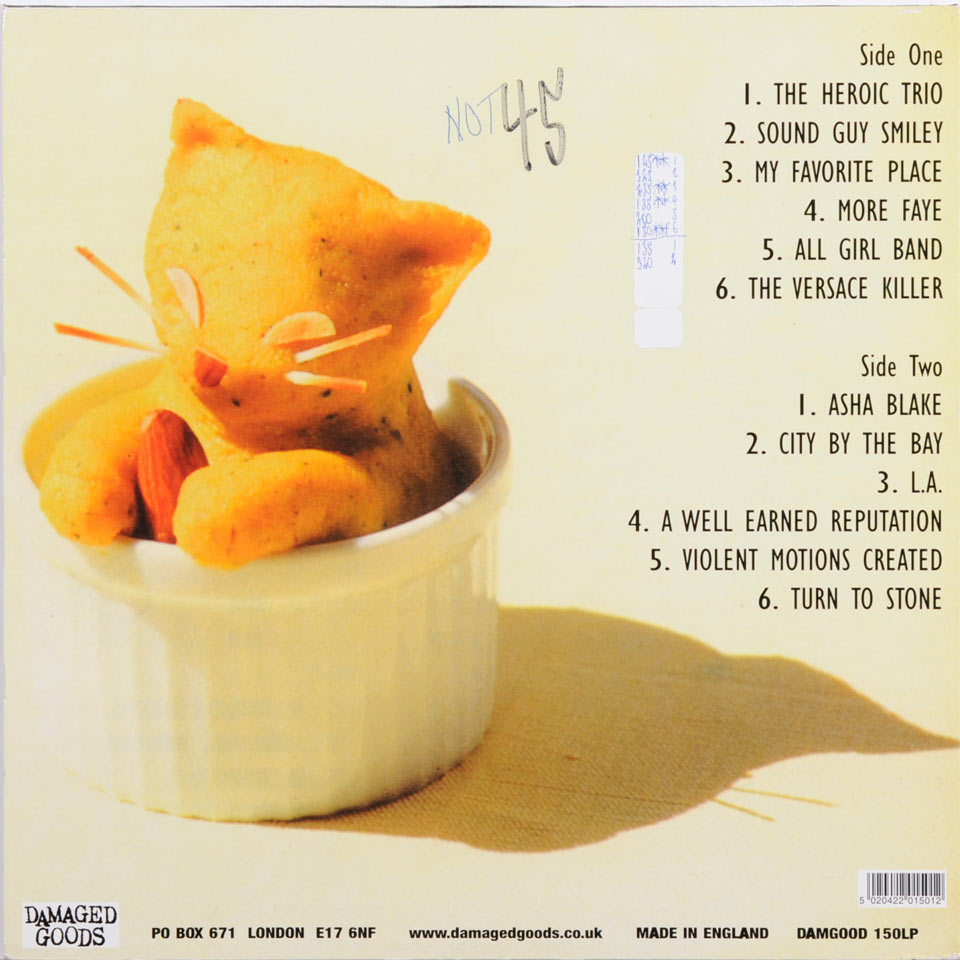 NOT 45
Side One
1. THE HEROIC TRIO
2. SOUND GUY SMILEY
3. MY FAVORITE PLACE
4. MORE FAYE
5. ALL GIRL BAND
6. THE VERSACE KILLER
Side Two
1. ASHA BLAKE
2. CITY BY THE BAY
3. L.A.
4. A WELL EARNED REPUTATION
5. VIOLENT MOTIONS CREATED
6. TURN TO STONE
5 020422 015012
DAMAGED
GOODS
PO BOX 671 LONDON E17 6NF www.damagedgoods.co.uk MADE IN ENGLAND DAMGOOD 150LP